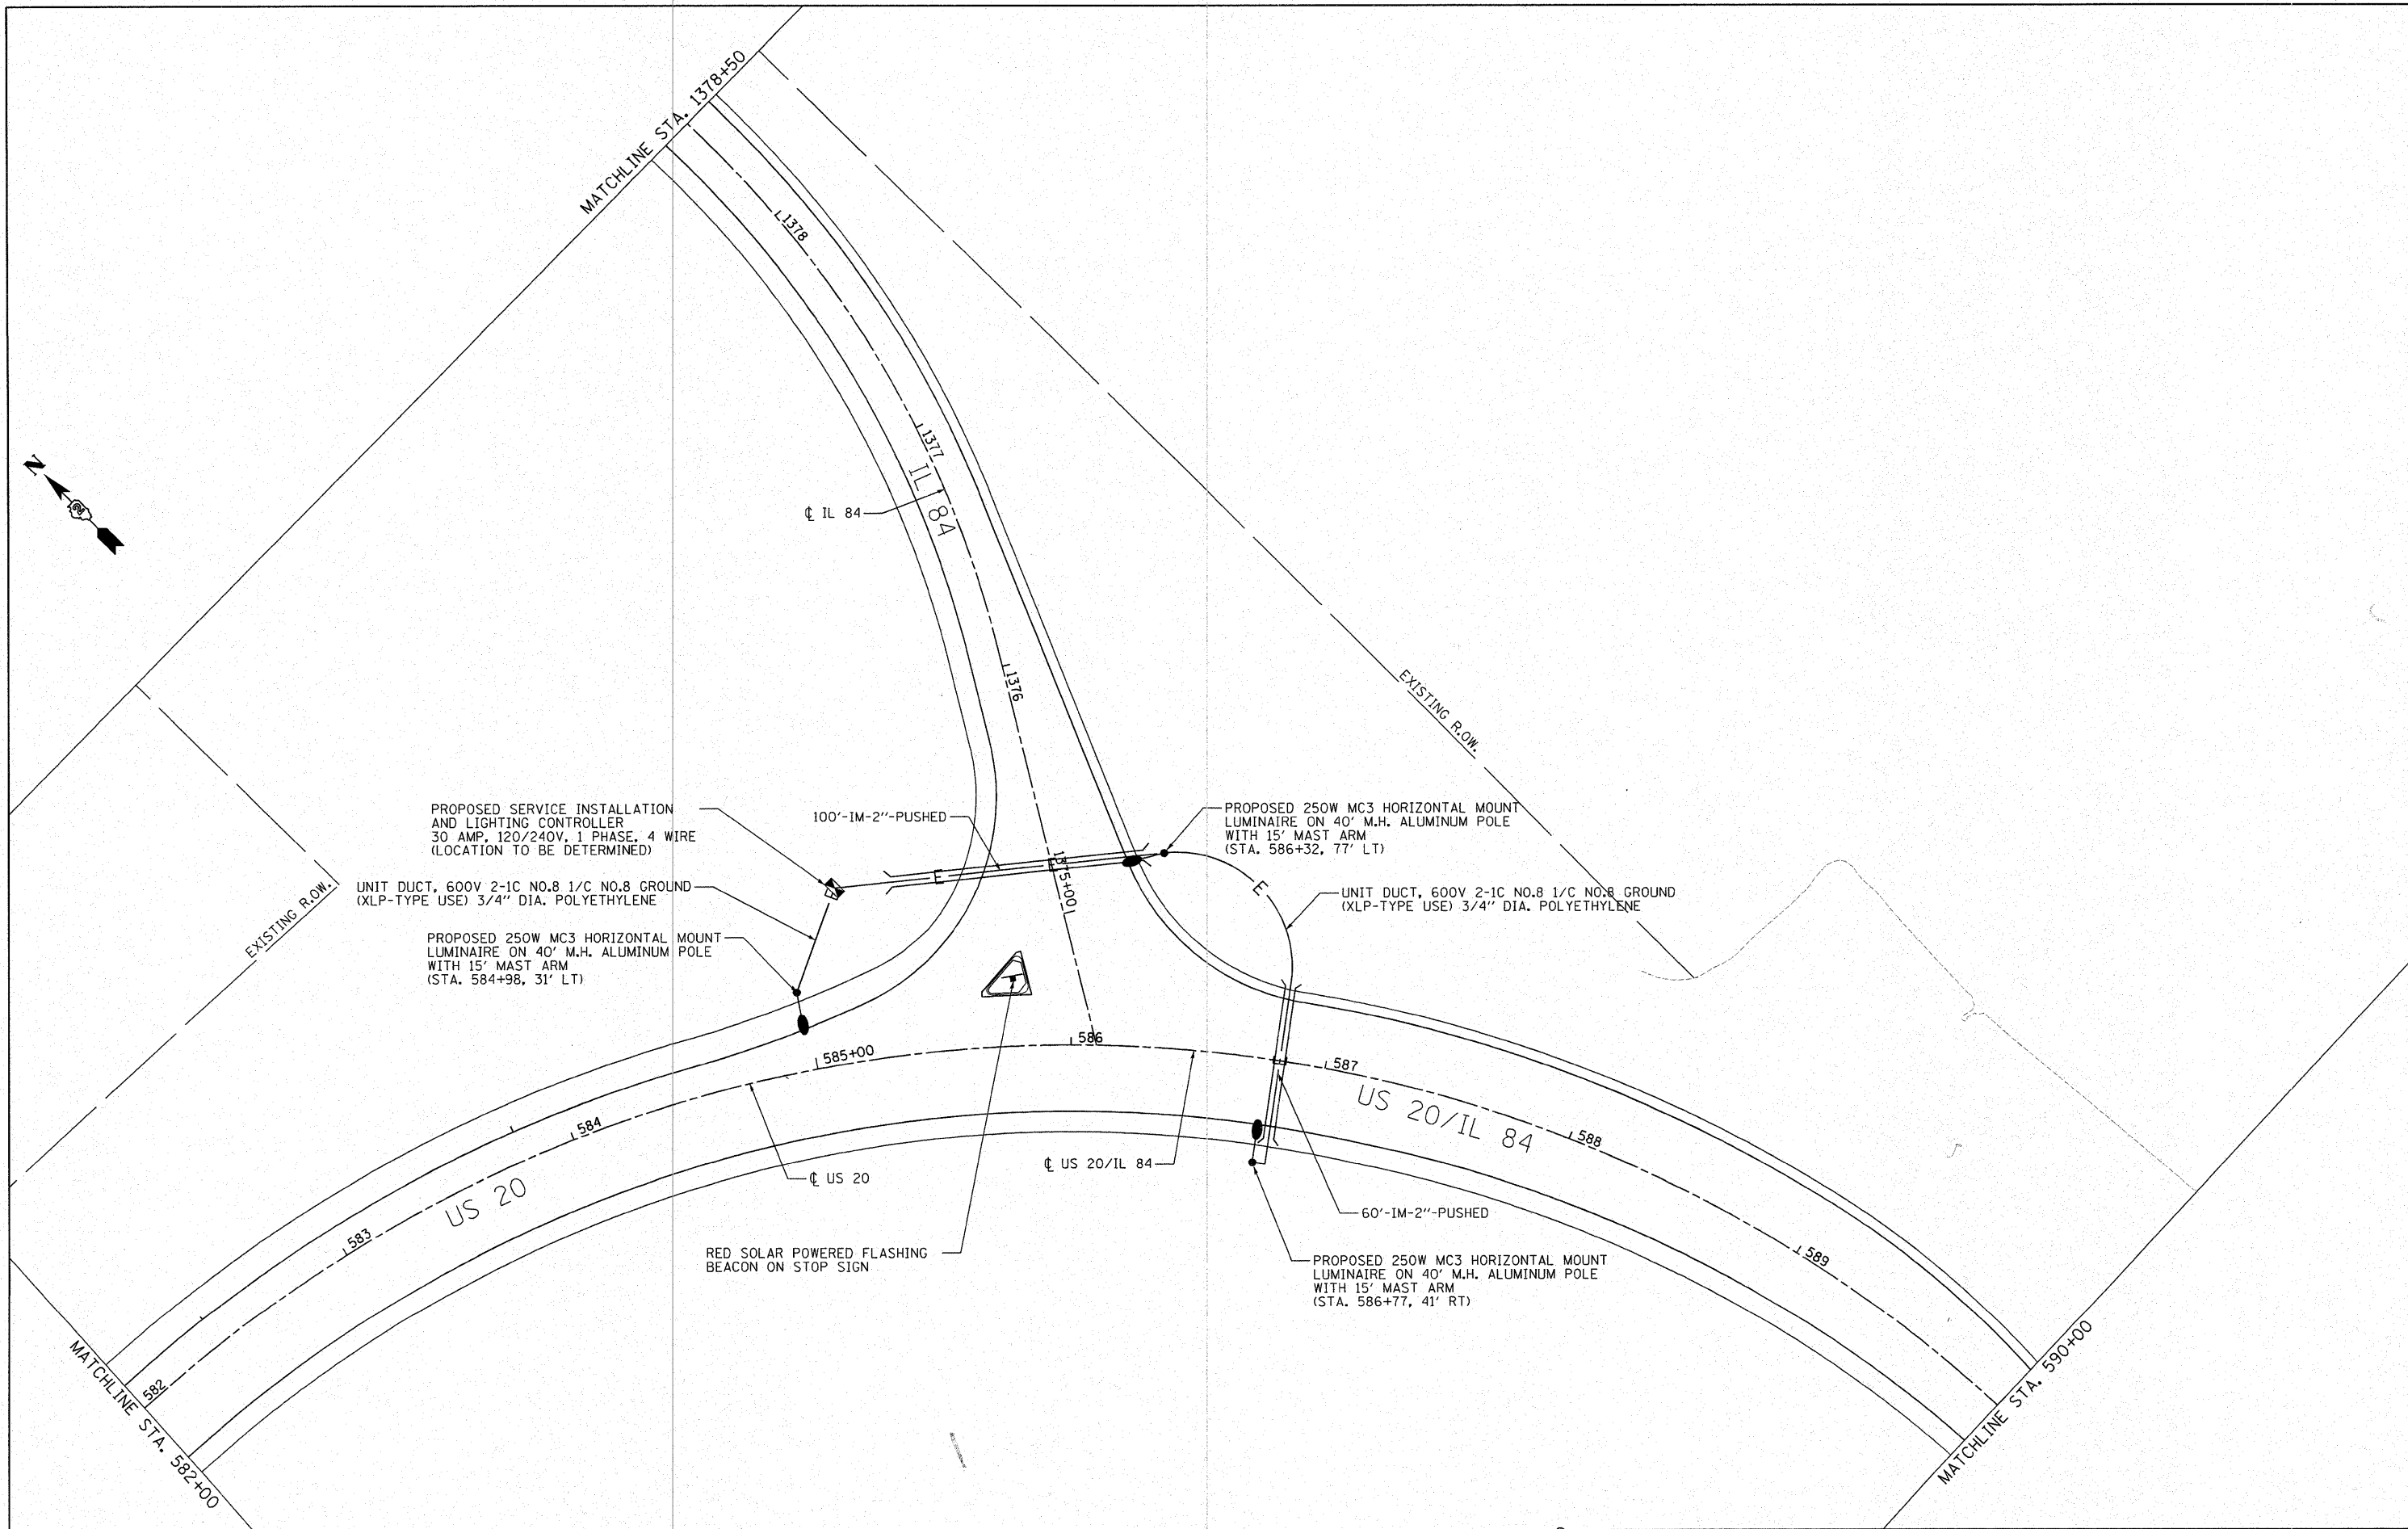 MATCHLINE STA. 1378+50
1378
N
1377
IL 84
℄ IL 84
1376
EXISTING R.O.W.
PROPOSED SERVICE INSTALLATION
AND LIGHTING CONTROLLER
30 AMP, 120/240V, 1 PHASE, 4 WIRE
(LOCATION TO BE DETERMINED)
100'-IM-2"-PUSHED
PROPOSED 250W MC3 HORIZONTAL MOUNT
LUMINAIRE ON 40' M.H. ALUMINUM POLE
WITH 15' MAST ARM
(STA. 586+32, 77' LT)
E
E
E
1375+00
UNIT DUCT, 600V 2-1C NO.8 1/C NO.8 GROUND
(XLP-TYPE USE) 3/4" DIA. POLYETHYLENE
UNIT DUCT, 600V 2-1C NO.8 1/C NO.8 GROUND
(XLP-TYPE USE) 3/4" DIA. POLYETHYLENE
EXISTING R.O.W.
PROPOSED 250W MC3 HORIZONTAL MOUNT
LUMINAIRE ON 40' M.H. ALUMINUM POLE
WITH 15' MAST ARM
(STA. 584+98, 31' LT)
585+00
586
587
US 20/IL 84
584
588
℄ US 20/IL 84
℄ US 20
US 20
60'-IM-2"-PUSHED
583
589
RED SOLAR POWERED FLASHING
BEACON ON STOP SIGN
PROPOSED 250W MC3 HORIZONTAL MOUNT
LUMINAIRE ON 40' M.H. ALUMINUM POLE
WITH 15' MAST ARM
(STA. 586+77, 41' RT)
582
MATCHLINE STA. 582+00
MATCHLINE STA. 590+00